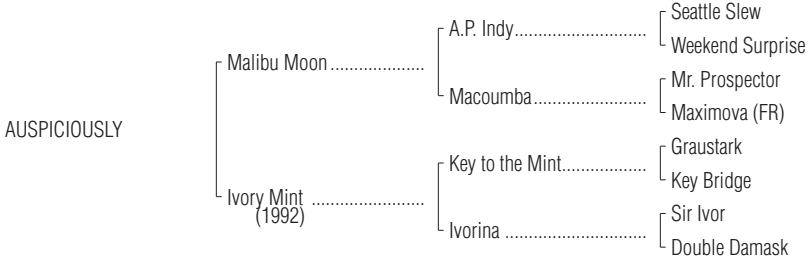 Seattle Slew
A.P. Indy..............................
Weekend Surprise
Malibu Moon.....................
Mr. Prospector
Macoumba..........................
Maximova (FR)
AUSPICIOUSLY
Graustark
Key to the Mint...................
Key Bridge
Ivory Mint .........................
(1992)
Sir Ivor
Ivorina ................................
Double Damask